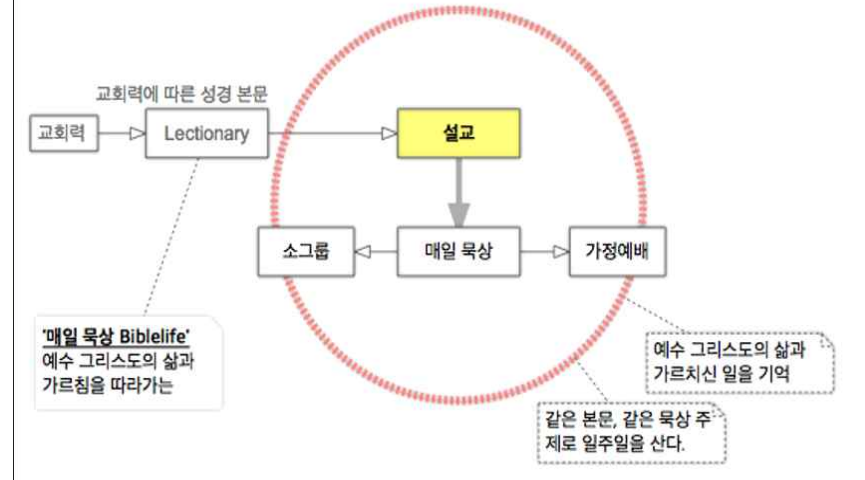 교회력에 따른 성경 본문
교회력
Lectionary
설교
소그룹
매일 묵상
가정예배
'매일 묵상 Biblelife'
예수 그리스도의 삶과
가르침을 따라가는
예수 그리스도의 삶과
가르치신 일을 기억
같은 본문, 같은 묵상 주
제로 일주일을 산다.